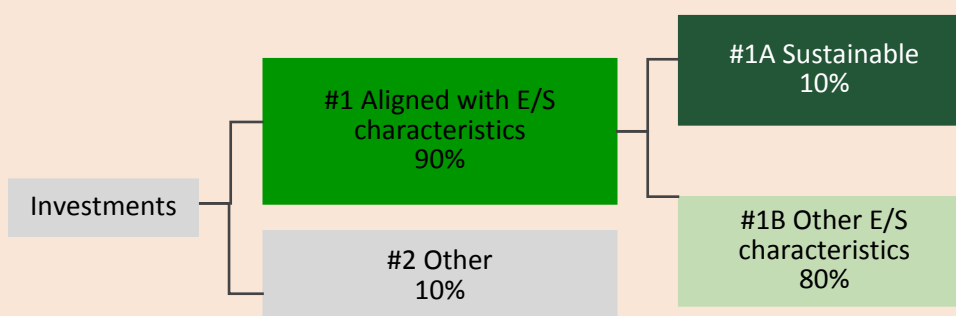 Investments
#1 Aligned with E/S
characteristics
90%
#2 Other
10%
#1A Sustainable
10%
#1B Other E/S
characteristics
80%